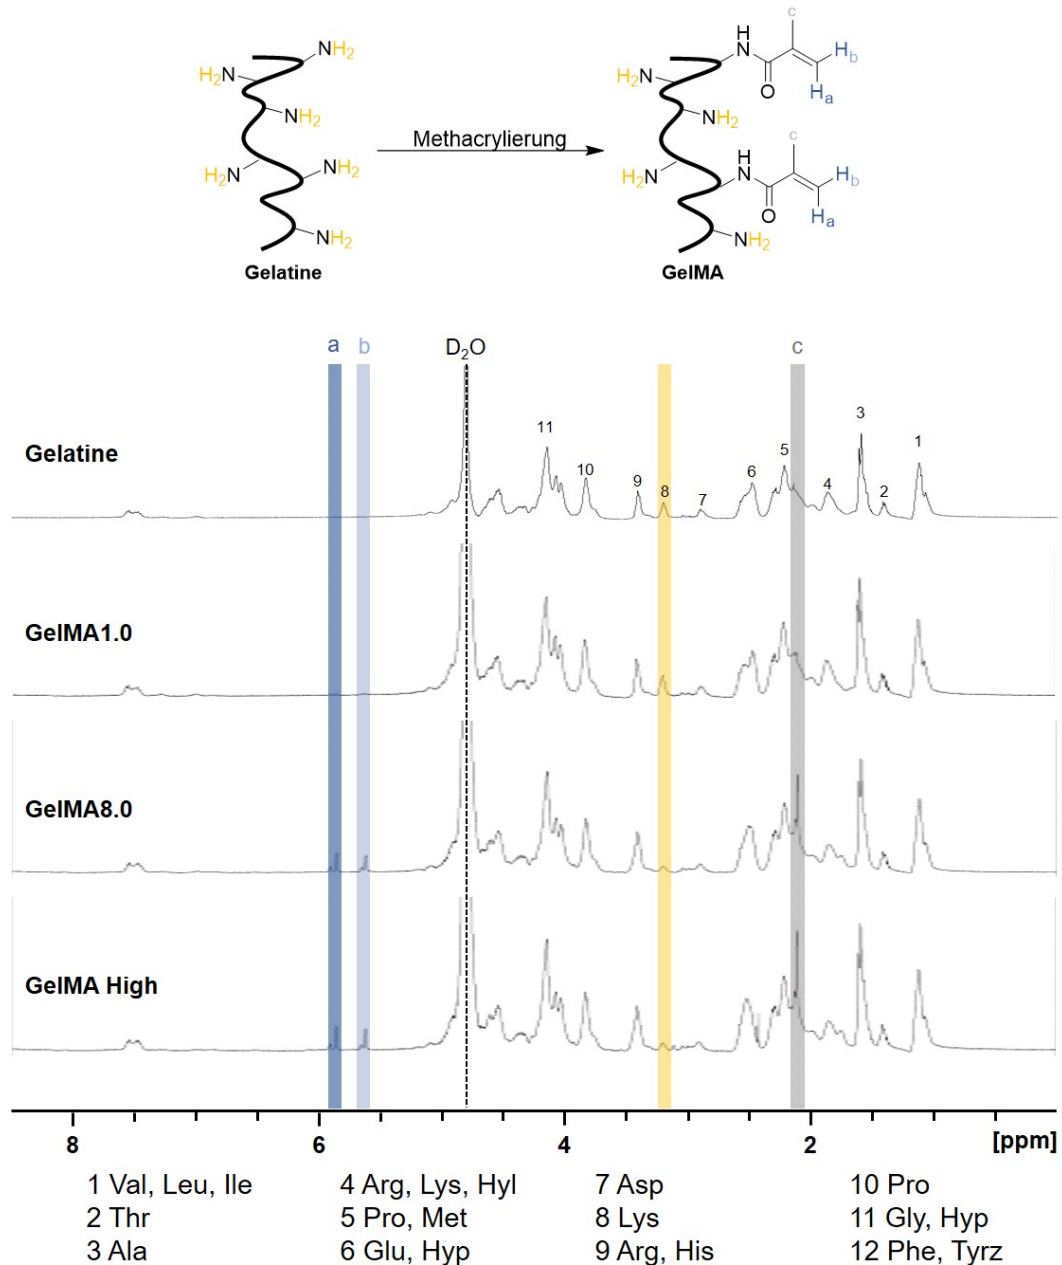 c
H
NH2
N
Hb
H2N
H2N
O
Ha
NH2
NH2
c
Methacrylierung
H
H2N
NH2
H2N
N
Hb
O
Ha
NH2
NH2
Gelatine
GelMA
a
b
D2O
c
Gelatine
11
10
9
8
7
6
5
4
3
2
1
GelMA1.0
GelMA8.0
GelMA High
8
6
4
2
[ppm]
1 Val, Leu, Ile
4 Arg, Lys, Hyl
7 Asp
10 Pro
2 Thr
5 Pro, Met
8 Lys
11 Gly, Hyp
3 Ala
6 Glu, Hyp
9 Arg, His
12 Phe, Tyrz